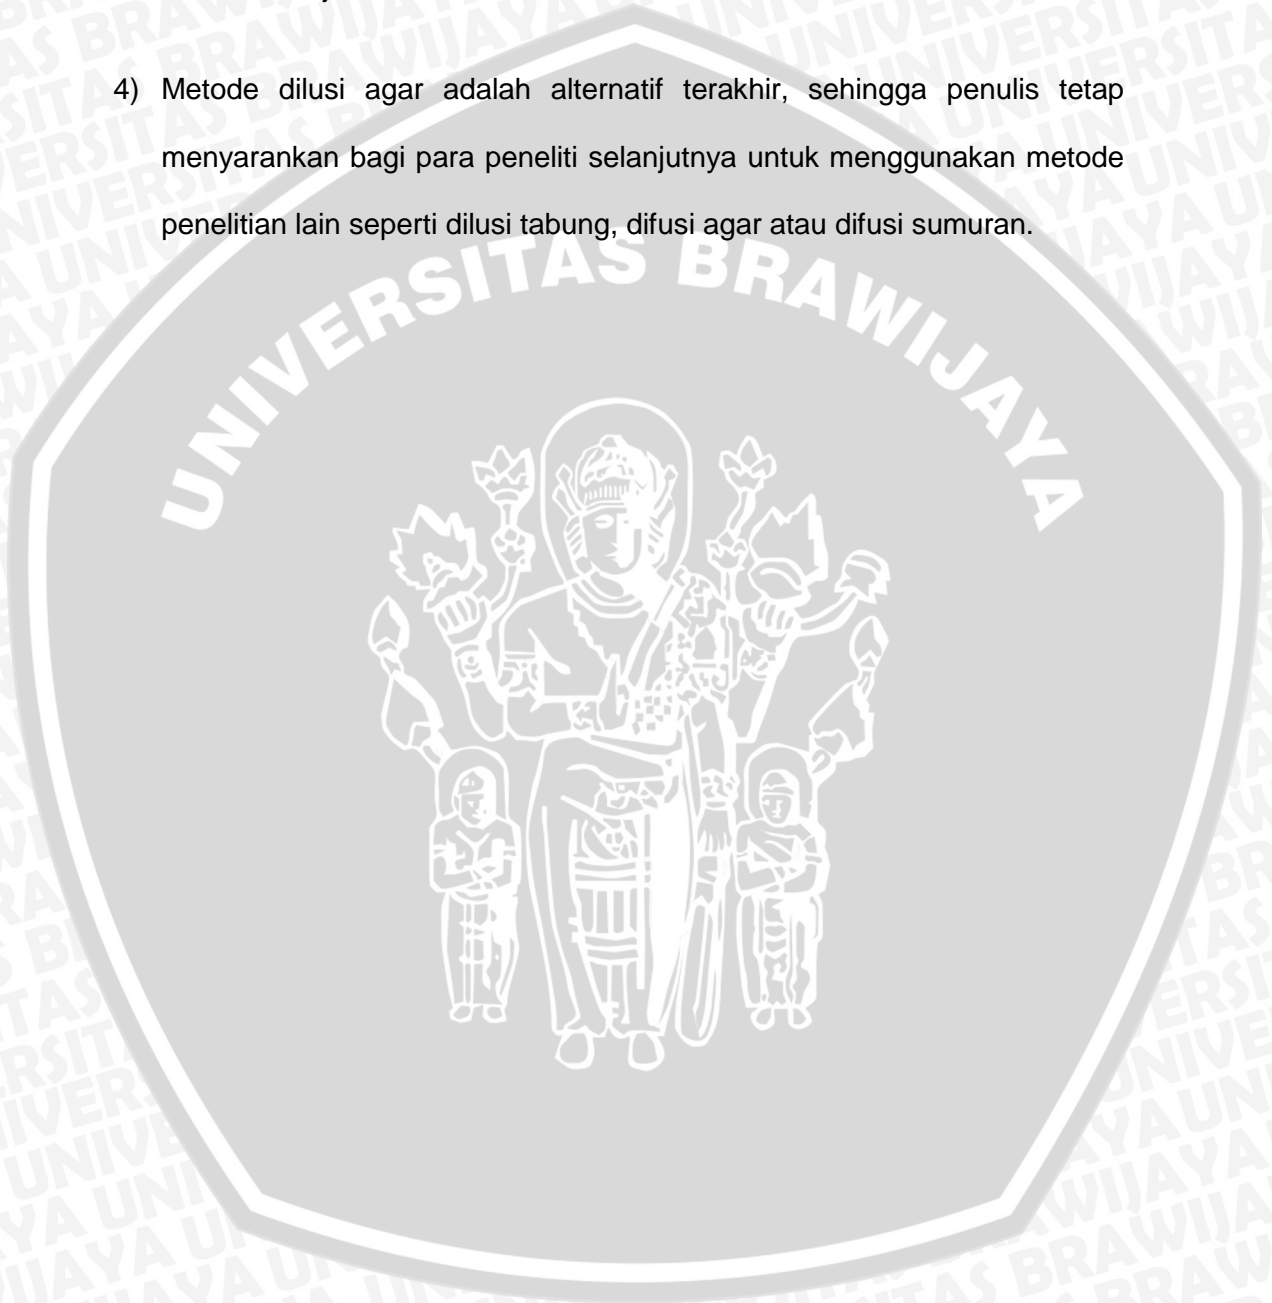 4) Metode dilusi agar adalah alternatif terakhir, sehingga penulis tetap
menyarankan bagi para peneliti selanjutnya untuk menggunakan metode
penelitian lain seperti dilusi tabung, difusi agar atau difusi sumuran.
UNIVERSITAS BRAWIJAYA